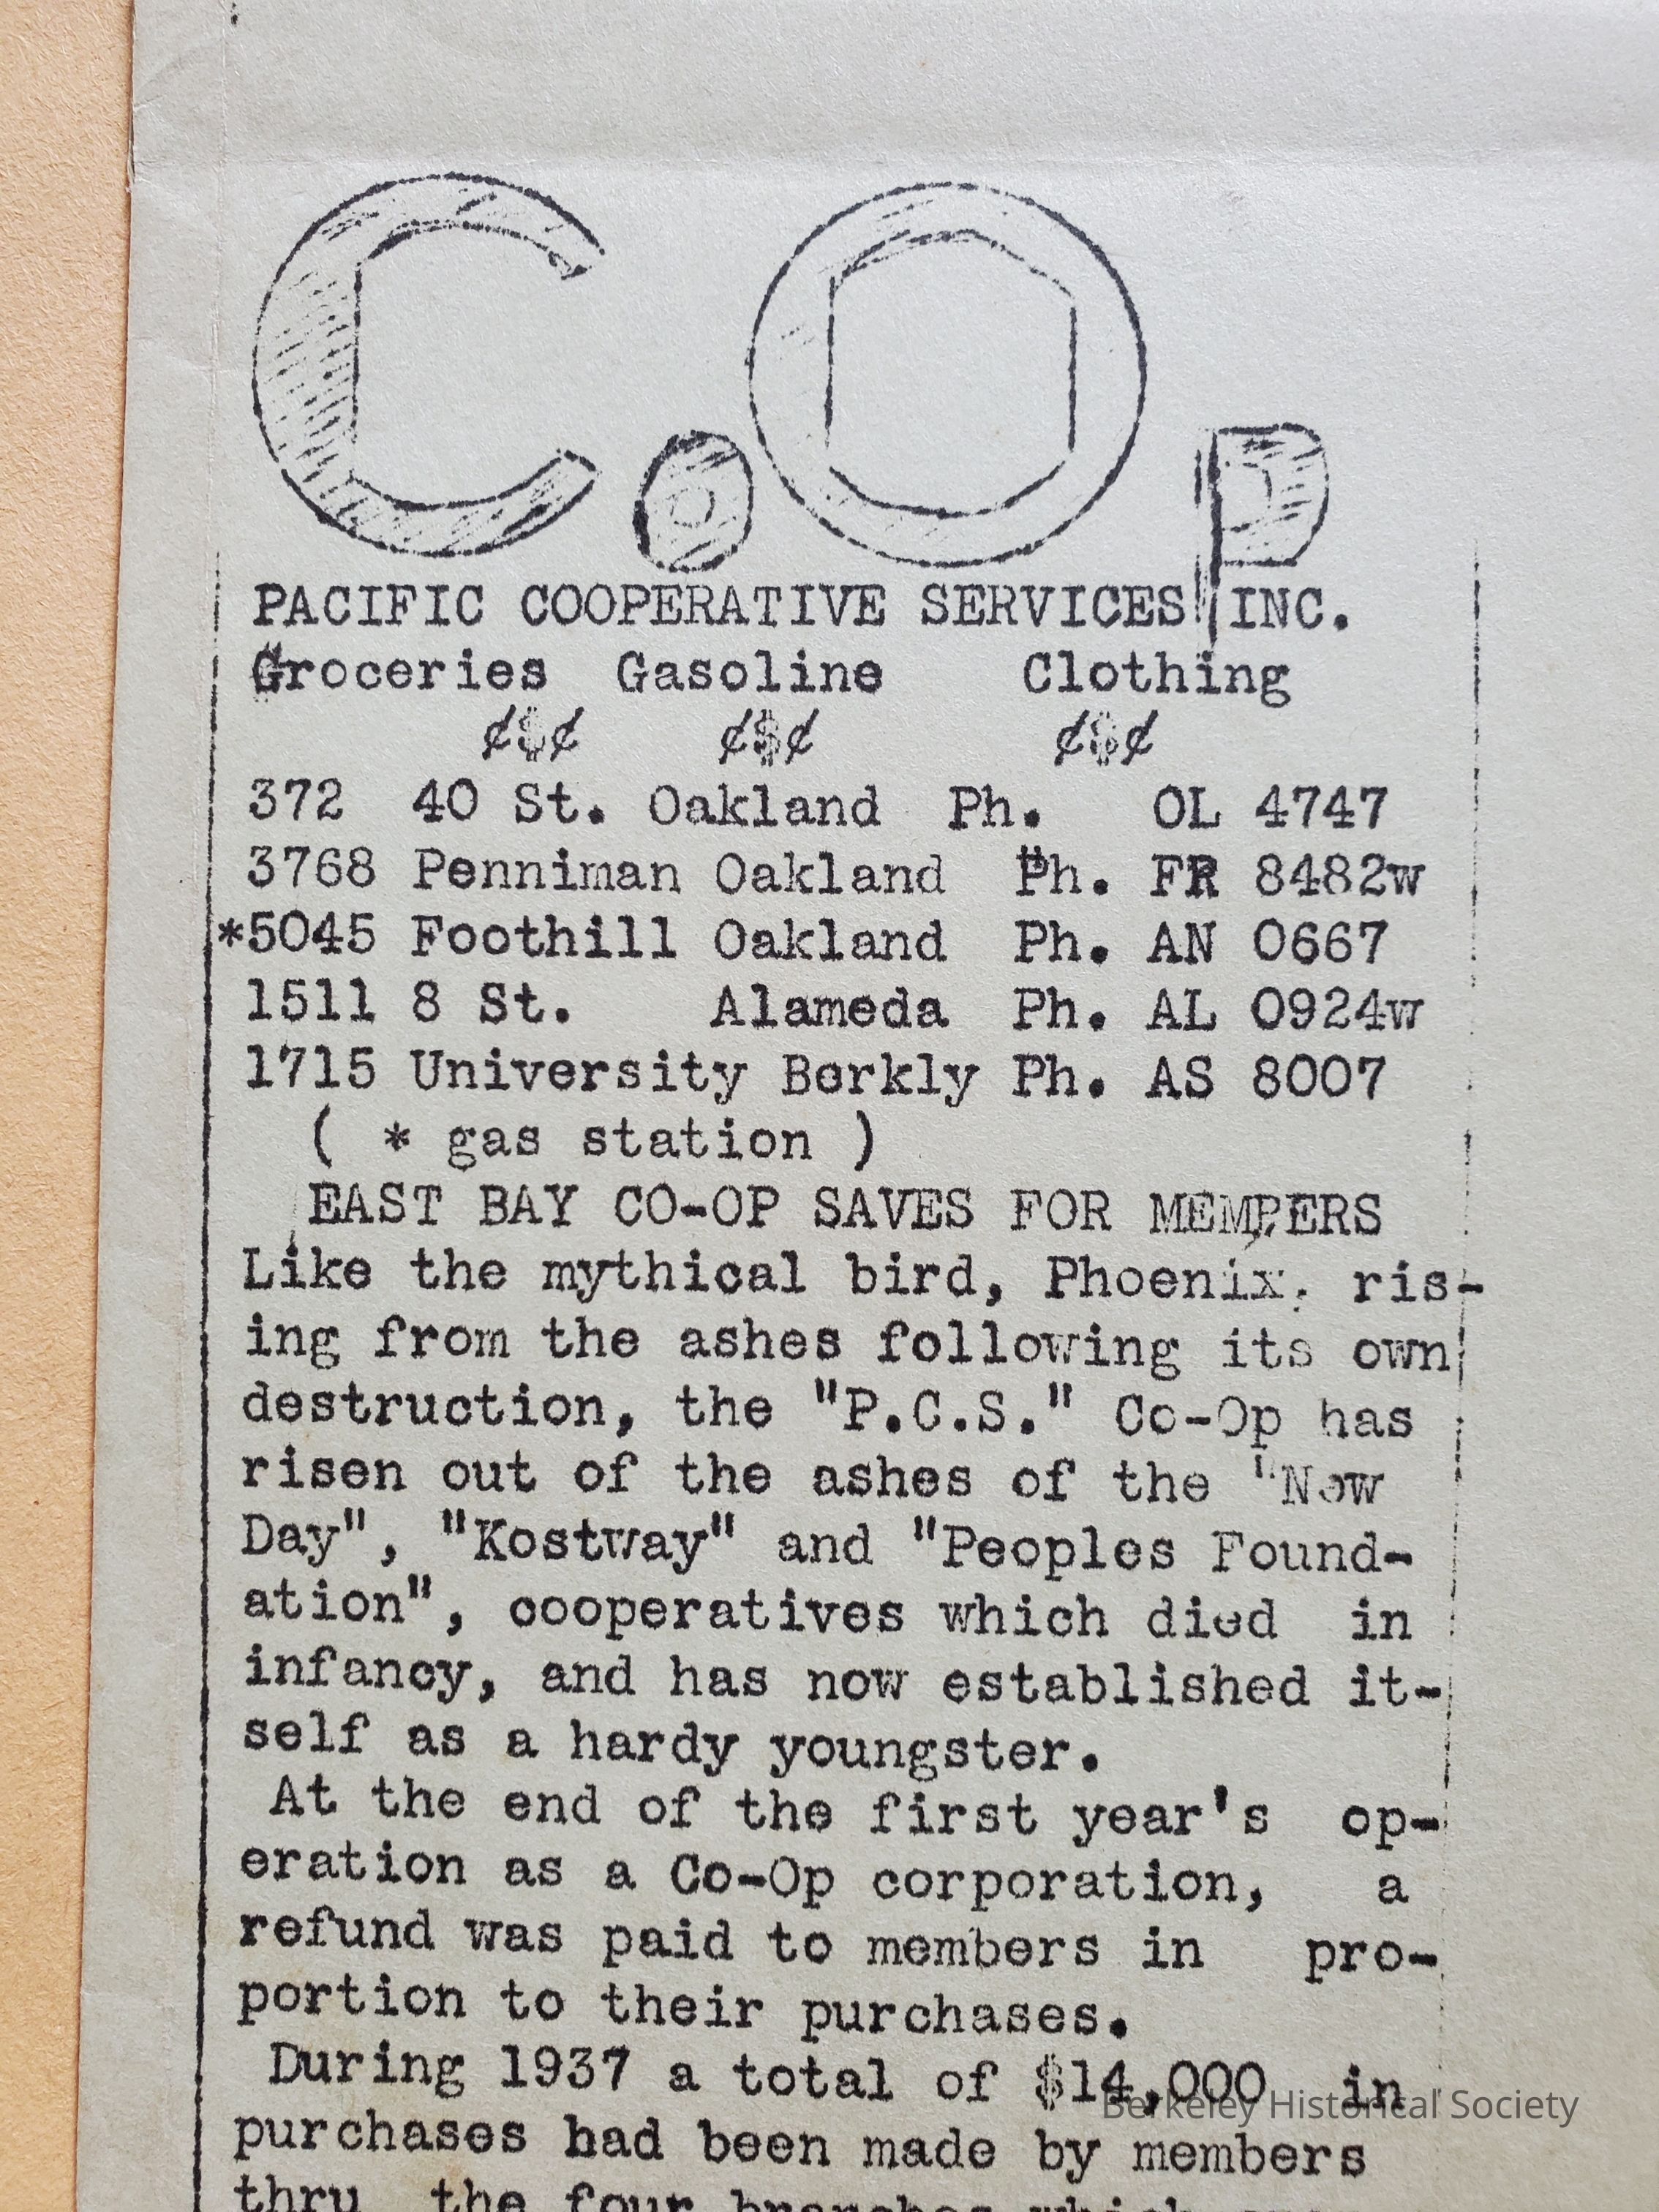 C.O.p
PACIFIC COOPERATIVE SERVICES INC.
Groceries Gasoline Clothing
¢$¢ ¢$¢ ¢$¢
372 40 St. Oakland Ph. OL 4747
3768 Penniman Oakland Ph. FR 8482w
*5045 Foothill Oakland Ph. AN 0667
1511 8 St. Alameda Ph. AL 0924w
1715 University Berkly Ph. AS 8007
( * gas station )
EAST BAY CO-OP SAVES FOR MEMBERS
Like the mythical bird, Phoenix, ris-
ing from the ashes following its own
destruction, the "P.C.S." Co-Op has
risen out of the ashes of the "New
Day", "Kostway" and "Peoples Found-
ation", cooperatives which died in
infancy, and has now established it-
self as a hardy youngster.
At the end of the first year's op-
eration as a Co-Op corporation, a
refund was paid to members in pro-
portion to their purchases.
During 1937 a total of $14,000 in
Berkeley Historical Society
purchases had been made by members
thru the four branches which